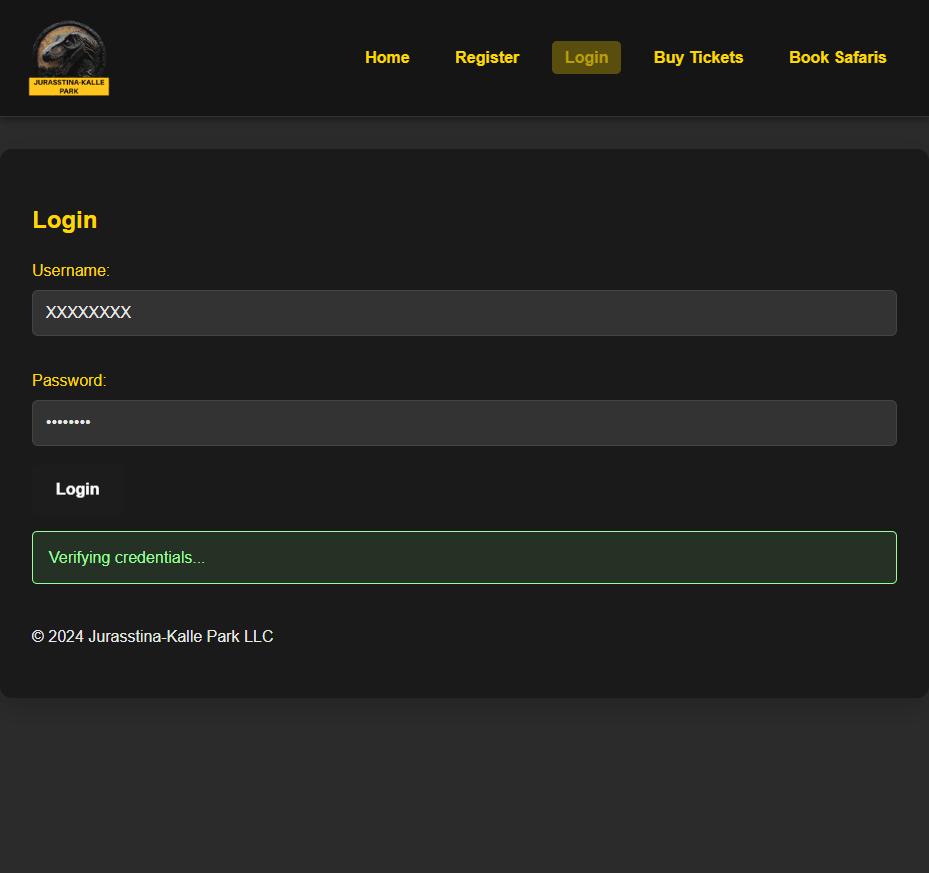 JURASSTINA-KALLE
PARK
Home Register Login Buy Tickets Book Safaris
Login
Username:
XXXXXXXX
Password:
••••••••
Login
Verifying credentials...
© 2024 Jurasstina-Kalle Park LLC